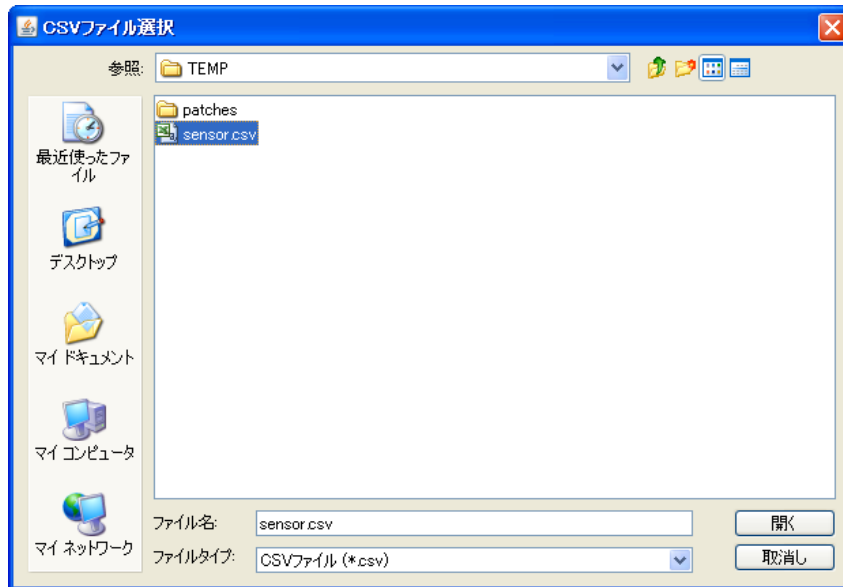 CSVファイル選択
参照:
TEMP
patches
sensor.csv
最近使ったファ
イル
デスクトップ
マイ ドキュメント
マイ コンピュータ
マイ ネットワーク
ファイル名:
sensor.csv
開く
ファイルタイプ:
CSVファイル (*.csv)
取消し